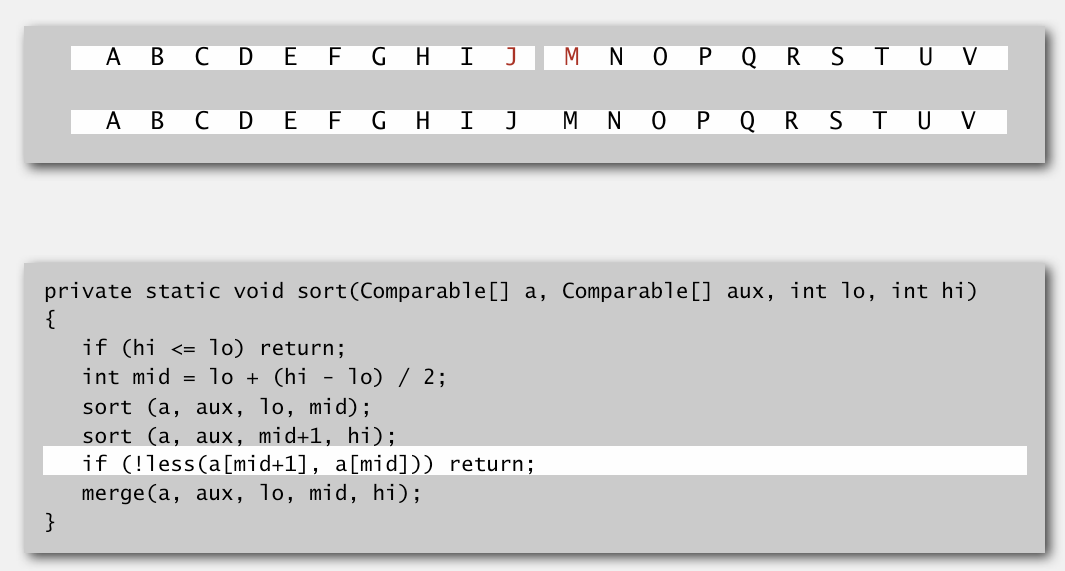 A B C D E F G H I J M N O P Q R S T U V
A B C D E F G H I J M N O P Q R S T U V
private static void sort(Comparable[] a, Comparable[] aux, int lo, int hi)
{
   if (hi <= lo) return;
   int mid = lo + (hi - lo) / 2;
   sort (a, aux, lo, mid);
   sort (a, aux, mid+1, hi);
   if (!less(a[mid+1], a[mid])) return;
   merge(a, aux, lo, mid, hi);
}